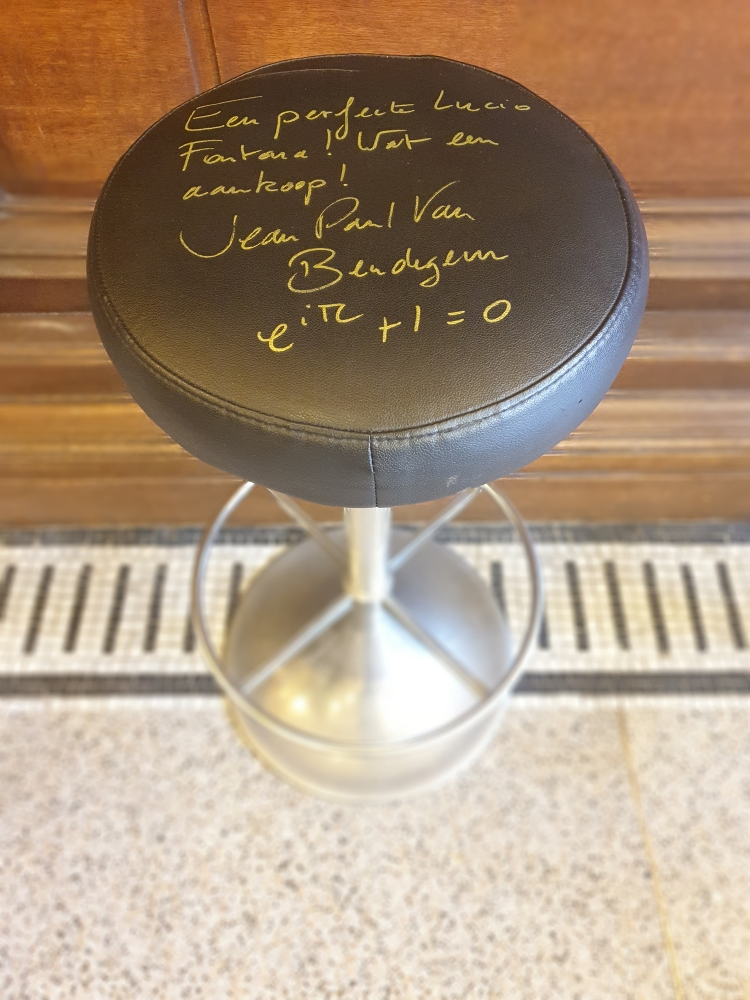 Een perfecte Lucio
Fontana! Wat een
aankoop!
Jean Paul Van
Bendegem
e^{iπ} + 1 = 0